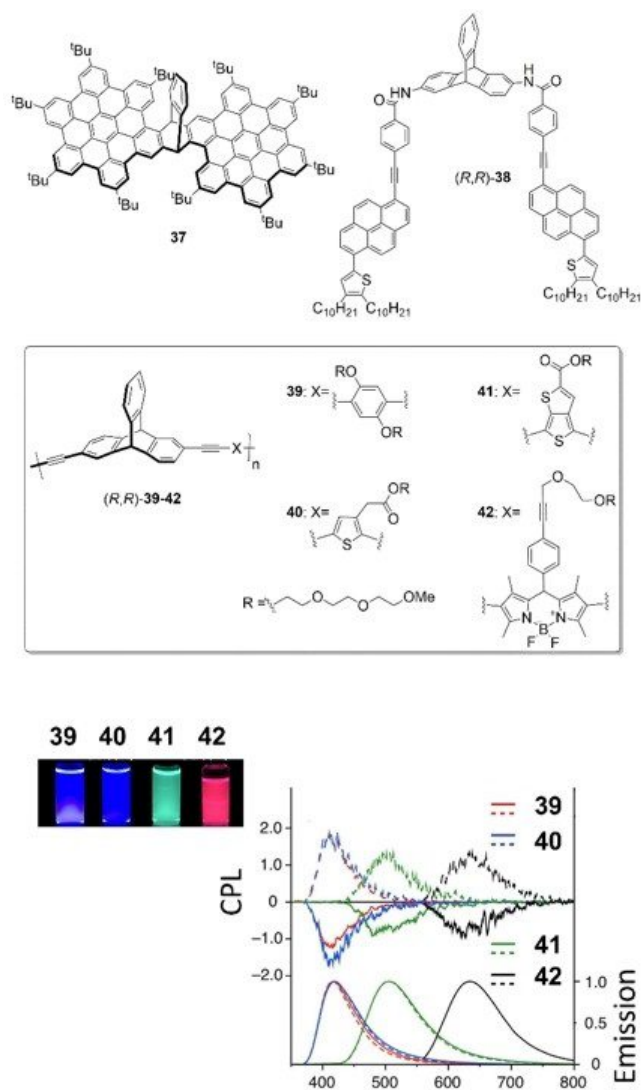 tBu
tBu
tBu
tBu
tBu
tBu
tBu
tBu
tBu
tBu
37
HN
O
H
N
O
(R,R)-38
S
C10H21
C10H21
S
C10H21
C10H21
X
n
(R,R)-39-42
39: X=
RO
OR
40: X=
OR
O
S
R =
O
O
OMe
41: X=
O
OR
S
S
42: X=
O
OR
N
N+
B-
F
F
39 40 41 42
CPL
2.0
1.0
0
-1.0
-2.0
39
40
41
42
1.0
0.5
0
Emission
400 500 600 700 800